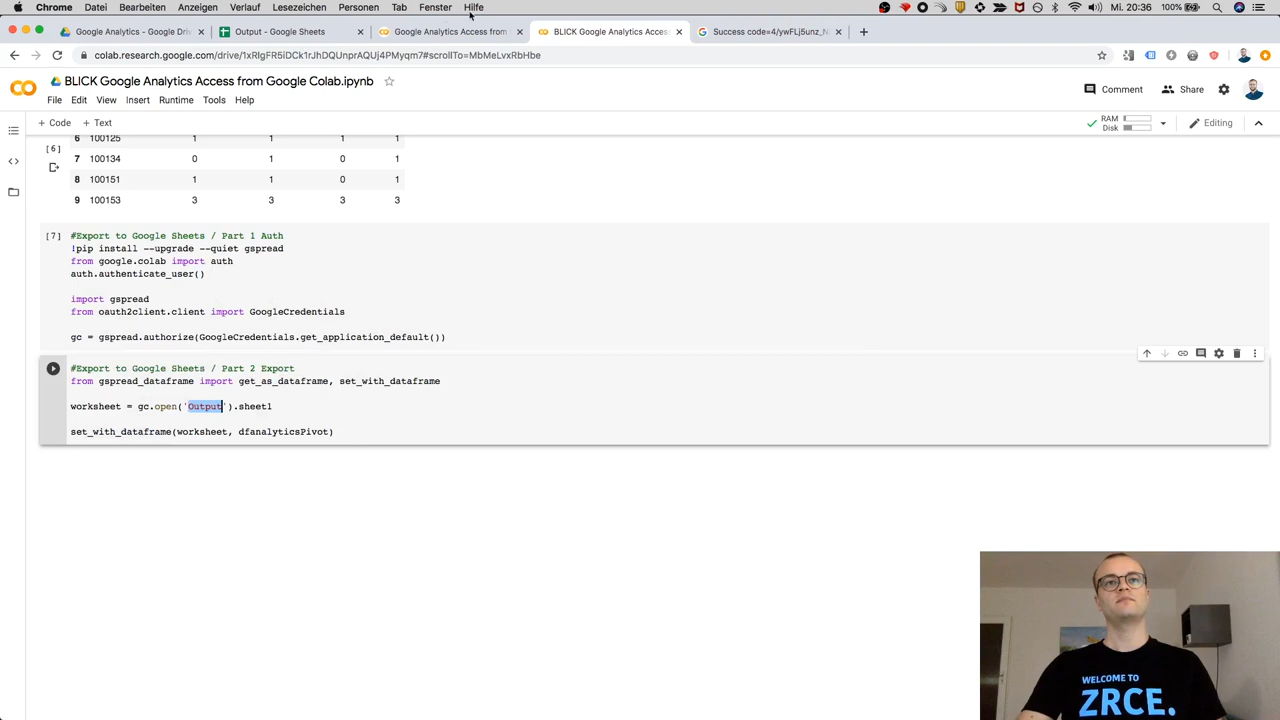 Chrome Datei Bearbeiten Anzeigen Verlauf Lesezeichen Personen Tab Fenster Hilfe Mi. 20:36 100%
Google Analytics - Google Driv Output - Google Sheets Google Analytics Access from BLICK Google Analytics Access Success code=4/ywFLj5unz_N
colab.research.google.com/drive/1xRlgFR5iDCk1rJhDQUnprAQUj4PMyqm7#scrollTo=MbMeLvxRbHbe
BLICK Google Analytics Access from Google Colab.ipynb
File Edit View Insert Runtime Tools Help
Comment Share
+ Code + Text
RAM
Disk
Editing
[6]
6 100125 1 1 1 1
7 100134 0 1 0 1
8 100151 1 1 0 1
9 100153 3 3 3 3
[7] #Export to Google Sheets / Part 1 Auth
!pip install --upgrade --quiet gspread
from google.colab import auth
auth.authenticate_user()
import gspread
from oauth2client.client import GoogleCredentials
gc = gspread.authorize(GoogleCredentials.get_application_default())
#Export to Google Sheets / Part 2 Export
from gspread_dataframe import get_as_dataframe, set_with_dataframe
worksheet = gc.open('Output').sheet1
set_with_dataframe(worksheet, dfanalyticsPivot)
WELCOME TO
ZRCE.